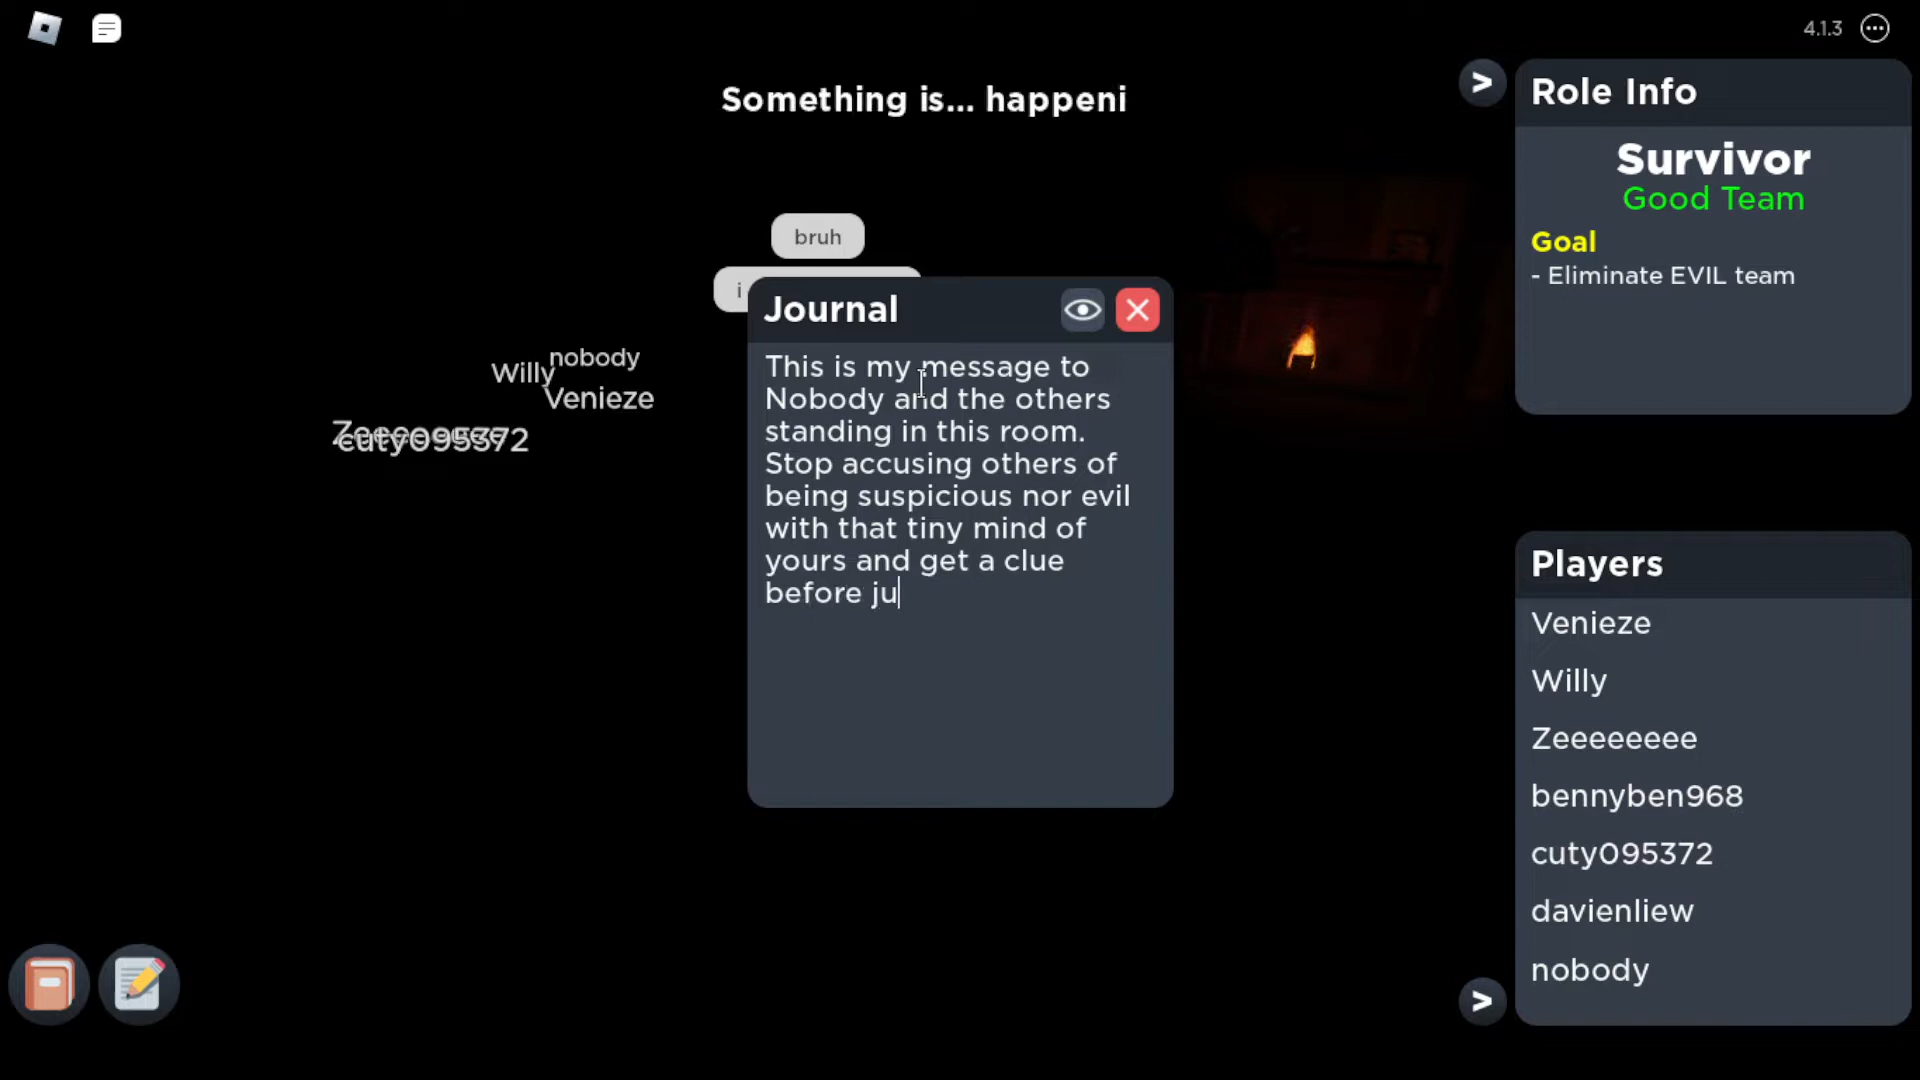 4.1.3
Something is... happeni
bruh
i
Willy
nobody
Venieze
cuty095372
Journal
This is my message to
Nobody and the others
standing in this room.
Stop accusing others of
being suspicious nor evil
with that tiny mind of
yours and get a clue
before ju
Role Info
Survivor
Good Team
Goal
- Eliminate EVIL team
Players
Venieze
Willy
Zeeeeeeee
bennyben968
cuty095372
davienliew
nobody